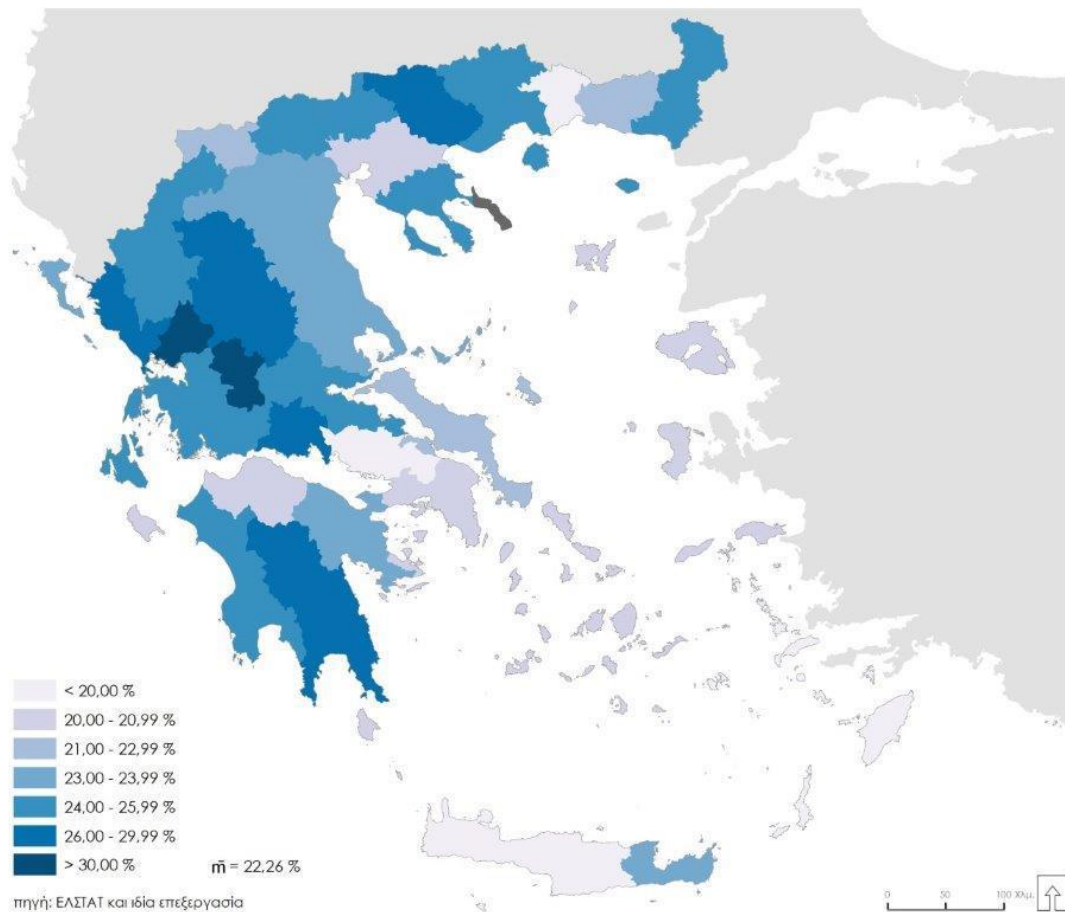 < 20,00 %
20,00 - 20,99 %
21,00 - 22,99 %
23,00 - 23,99 %
24,00 - 25,99 %
26,00 - 29,99 %
> 30,00 %
m̄ = 22,26 %
πηγή: ΕΛΣΤΑΤ και ιδία επεξεργασία
0 50 100 Χλμ.